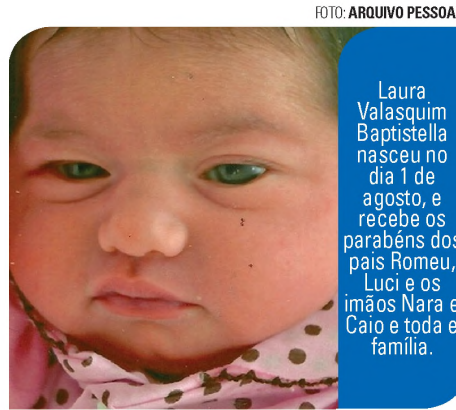 FOTO: ARQUIVO PESSOA
Laura
Valasquim
Baptistella
nasceu no
dia 1 de
agosto, e
recebe os
parabéns dos
pais Romeu,
Luci e os
imãos Nara e
Caio e toda e
família.